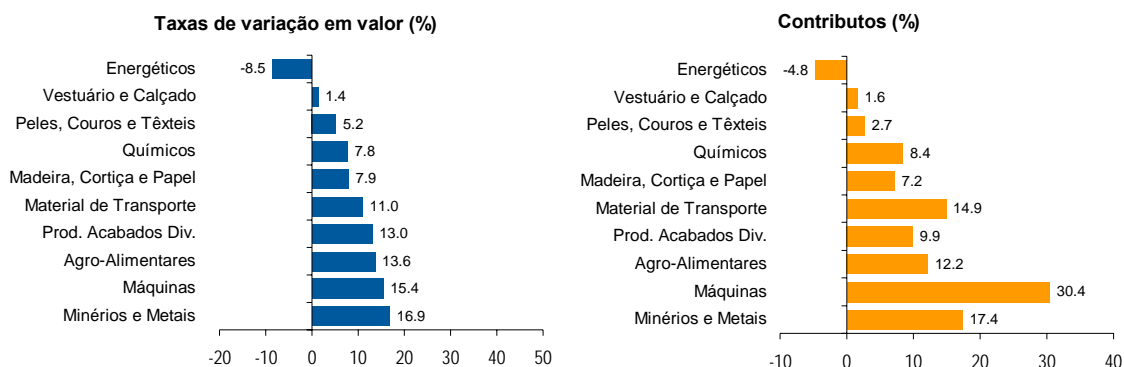 Taxas de variação em valor (%)
Energéticos -8.5
Vestuário e Calçado 1.4
Peles, Couros e Têxteis 5.2
Químicos 7.8
Madeira, Cortiça e Papel 7.9
Material de Transporte 11.0
Prod. Acabados Div. 13.0
Agro-Alimentares 13.6
Máquinas 15.4
Minérios e Metais 16.9
-20 -10 0 10 20 30 40 50
Contributos (%)
Energéticos -4.8
Vestuário e Calçado 1.6
Peles, Couros e Têxteis 2.7
Químicos 8.4
Madeira, Cortiça e Papel 7.2
Material de Transporte 14.9
Prod. Acabados Div. 9.9
Agro-Alimentares 12.2
Máquinas 30.4
Minérios e Metais 17.4
-10 0 10 20 30 40